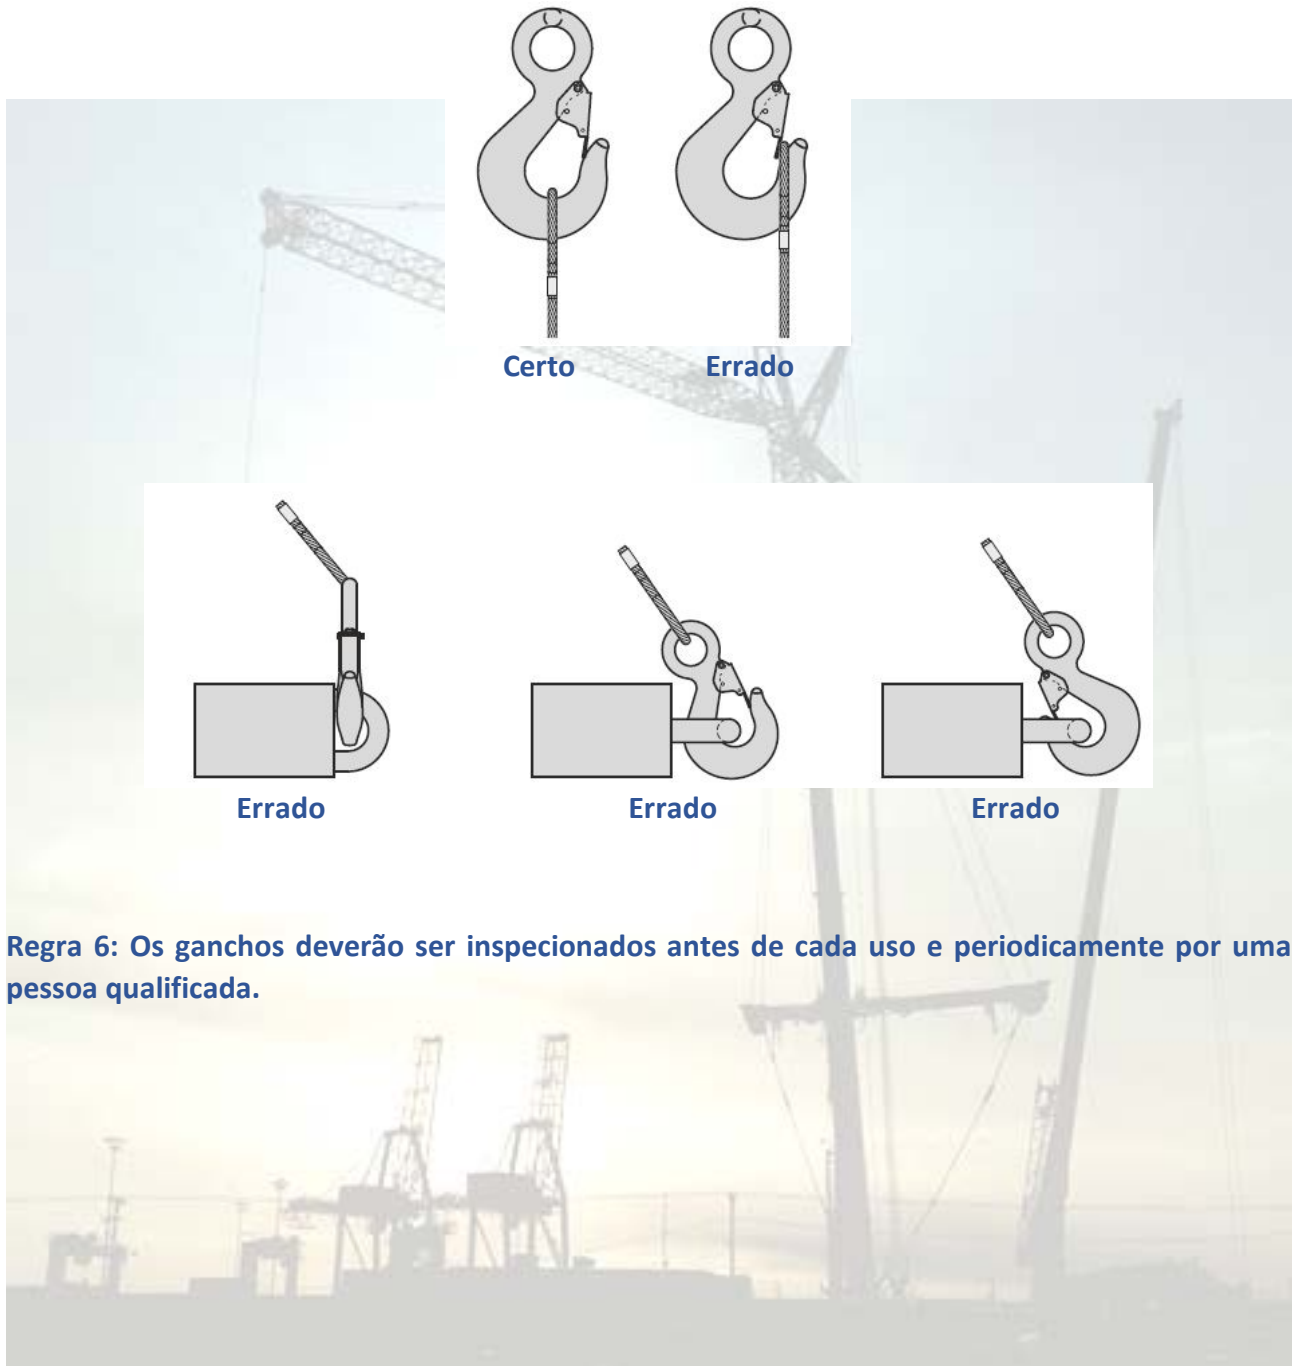 Certo Errado
Errado Errado Errado
Regra 6: Os ganchos deverão ser inspecionados antes de cada uso e periodicamente por uma
pessoa qualificada.